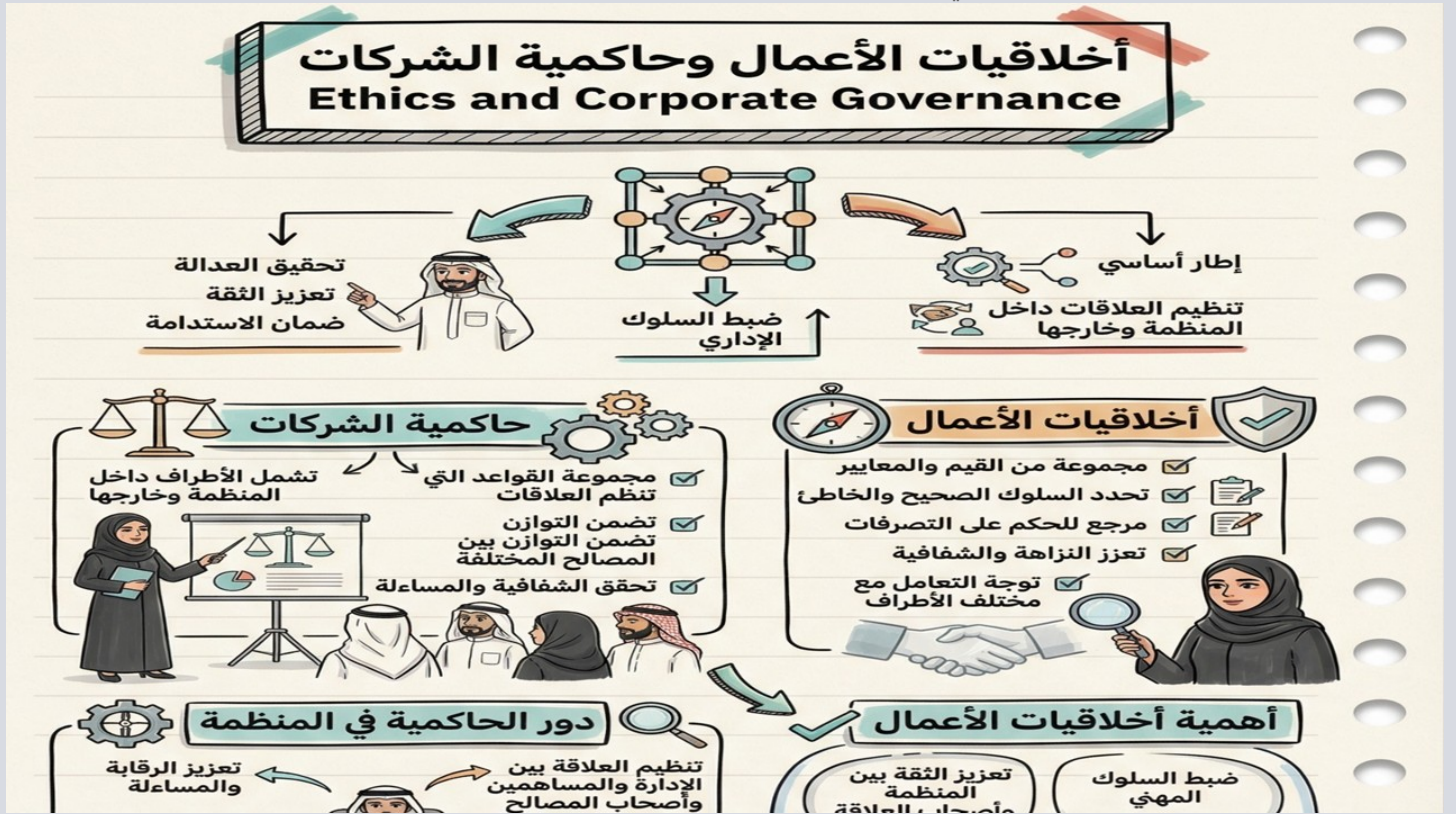 أخلاقيات الأعمال وحاكمية الشركات
Ethics and Corporate Governance
إطار أساسي
تنظيم العلاقات داخل
المنظمة وخارجها
ضبط السلوك
الإداري
تحقيق العدالة
تعزيز الثقة
ضمان الاستدامة
أخلاقيات الأعمال
مجموعة من القيم والمعايير
تحدد السلوك الصحيح والخاطئ
مرجع للحكم على التصرفات
تعزز النزاهة والشفافية
توجة التعامل مع
مختلف الأطراف
حاكمية الشركات
مجموعة القواعد التي
تنظم العلاقات
تضمن التوازن
تضمن التوازن بين
المصالح المختلفة
تحقق الشفافية والمساءلة
تشمل الأطراف داخل
المنظمة وخارجها
أهمية أخلاقيات الأعمال
ضبط السلوك
المهني
تعزيز الثقة بين
المنظمة
وأصحاب العلاقة
دور الحاكمية في المنظمة
تنظيم العلاقة بين
الإدارة والمساهمين
وأصحاب المصالح
تعزيز الرقابة
والمساءلة